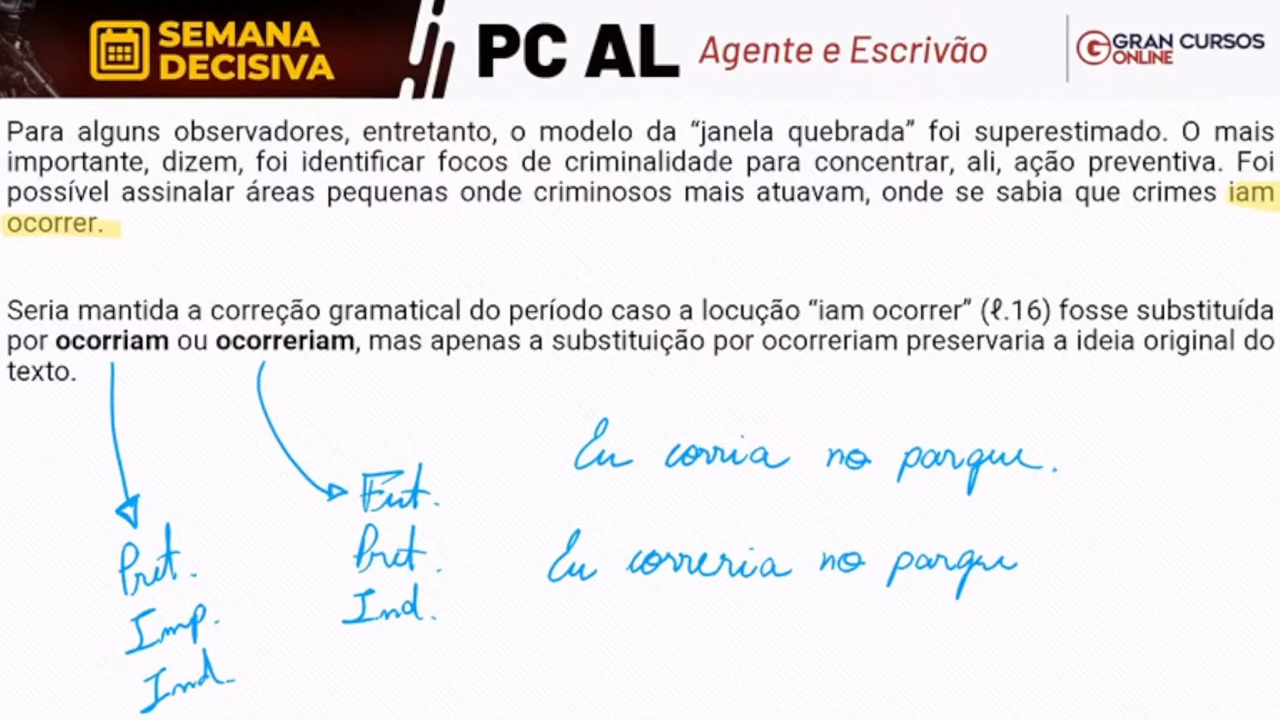 SEMANA
DECISIVA
PC AL Agente e Escrivão
GRAN CURSOS
ONLINE
Para alguns observadores, entretanto, o modelo da “janela quebrada” foi superestimado. O mais
importante, dizem, foi identificar focos de criminalidade para concentrar, ali, ação preventiva. Foi
possível assinalar áreas pequenas onde criminosos mais atuavam, onde se sabia que crimes iam
ocorrer.
Seria mantida a correção gramatical do período caso a locução “iam ocorrer” (ℓ.16) fosse substituída
por ocorriam ou ocorreriam, mas apenas a substituição por ocorreriam preservaria a ideia original do
texto.
Eu corria no parque.
Fut.
Pret.
Ind.
Eu correria no parque
Pret.
Imp.
Ind.